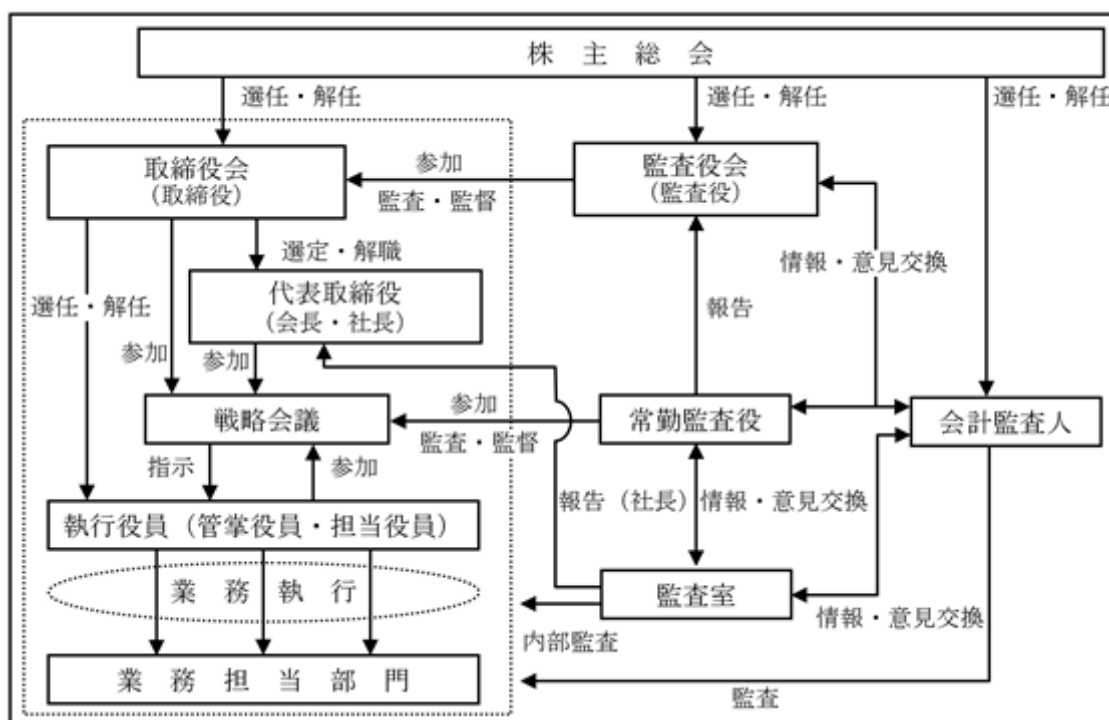 株主総会
選任・解任
選任・解任
選任・解任
取締役会
(取締役)
参加
監査・監督
監査役会
(監査役)
選定・解職
情報・意見交換
代表取締役
(会長・社長)
選任・解任
報告
参加
参加
戦略会議
参加
監査・監督
常勤監査役
会計監査人
指示
参加
報告(社長)
情報・意見交換
執行役員(管掌役員・担当役員)
業務執行
監査室
情報・意見交換
内部監査
業務担当部門
監査